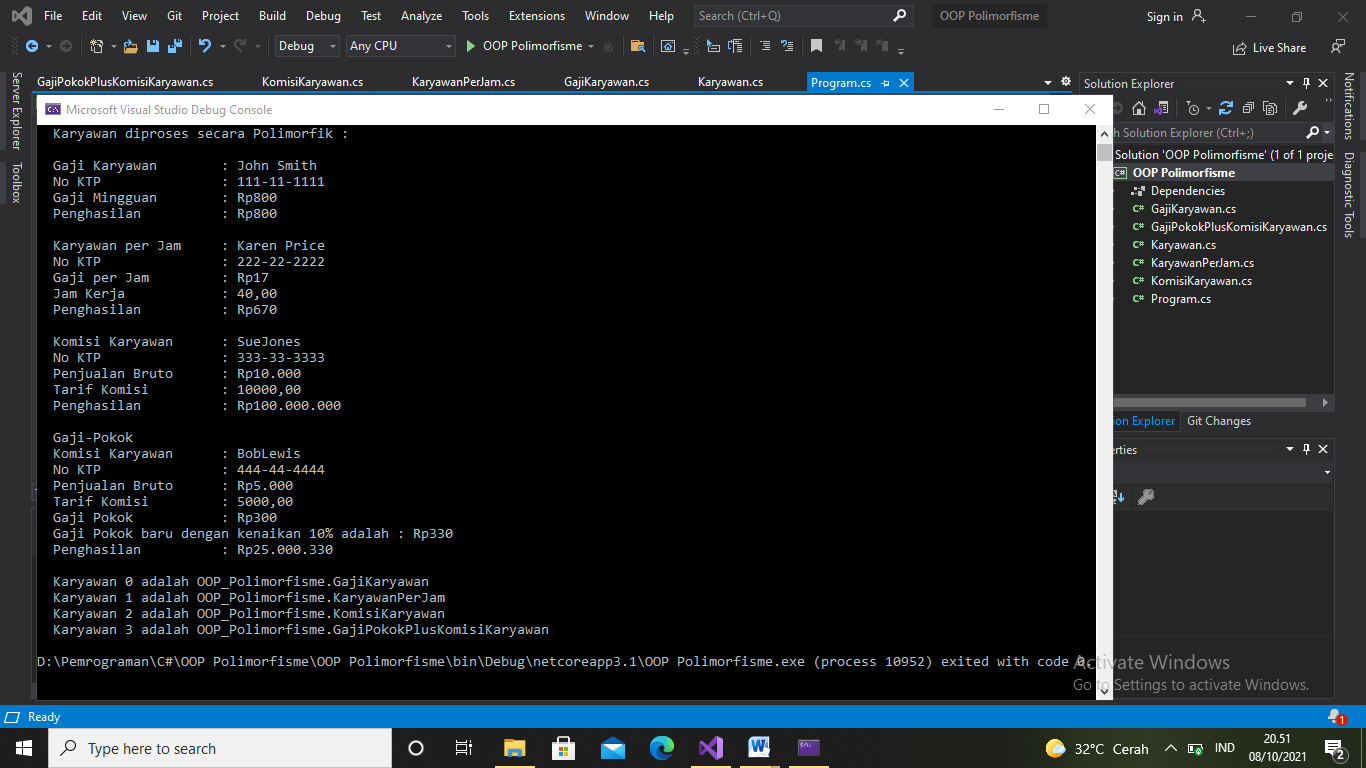 File Edit View Git Project Build Debug Test Analyze Tools Extensions Window Help Search (Ctrl+Q) OOP Polimorfisme Sign in
Debug Any CPU OOP Polimorfisme Live Share
GajiPokokPlusKomisiKaryawan.cs KomisiKaryawan.cs KaryawanPerJam.cs GajiKaryawan.cs Karyawan.cs Program.cs
Server Explorer
Toolbox
Microsoft Visual Studio Debug Console
Karyawan diproses secara Polimorfik :
Gaji Karyawan : John Smith
No KTP : 111-11-1111
Gaji Mingguan : Rp800
Penghasilan : Rp800
Karyawan per Jam : Karen Price
No KTP : 222-22-2222
Gaji per Jam : Rp17
Jam Kerja : 40,00
Penghasilan : Rp670
Komisi Karyawan : SueJones
No KTP : 333-33-3333
Penjualan Bruto : Rp10.000
Tarif Komisi : 10000,00
Penghasilan : Rp100.000.000
Gaji-Pokok
Komisi Karyawan : BobLewis
No KTP : 444-44-4444
Penjualan Bruto : Rp5.000
Tarif Komisi : 5000,00
Gaji Pokok : Rp300
Gaji Pokok baru dengan kenaikan 10% adalah : Rp330
Penghasilan : Rp25.000.330
Karyawan 0 adalah OOP_Polimorfisme.GajiKaryawan
Karyawan 1 adalah OOP_Polimorfisme.KaryawanPerJam
Karyawan 2 adalah OOP_Polimorfisme.KomisiKaryawan
Karyawan 3 adalah OOP_Polimorfisme.GajiPokokPlusKomisiKaryawan
D:\Pemrograman\C#\OOP Polimorfisme\OOP Polimorfisme\bin\Debug\netcoreapp3.1\OOP Polimorfisme.exe (process 10952) exited with code 0.
Solution Explorer
h Solution Explorer (Ctrl+;)
Solution 'OOP Polimorfisme' (1 of 1 proje
C# OOP Polimorfisme
Dependencies
C# GajiKaryawan.cs
C# GajiPokokPlusKomisiKaryawan.cs
C# Karyawan.cs
C# KaryawanPerJam.cs
C# KomisiKaryawan.cs
C# Program.cs
on Explorer Git Changes
erties
Notifications
Diagnostic Tools
Activate Windows
Go to Settings to activate Windows.
Ready 1
Type here to search 32°C Cerah IND 20.51
08/10/2021 2